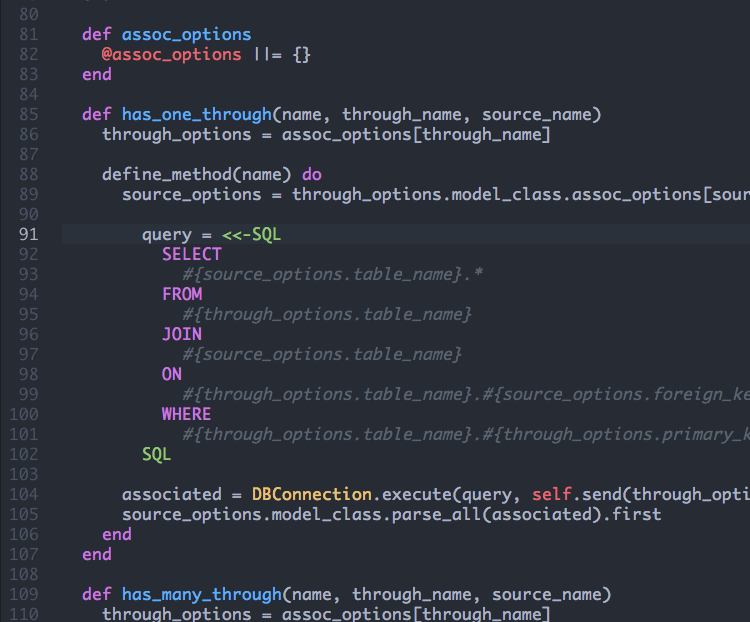 80
81 def assoc_options
82 @assoc_options ||= {}
83 end
84
85 def has_one_through(name, through_name, source_name)
86 through_options = assoc_options[through_name]
87
88 define_method(name) do
89 source_options = through_options.model_class.assoc_options[sour
90
91 query = <<-SQL
92 SELECT
93 #{source_options.table_name}.*
94 FROM
95 #{through_options.table_name}
96 JOIN
97 #{source_options.table_name}
98 ON
99 #{through_options.table_name}.#{source_options.foreign_ke
100 WHERE
101 #{through_options.table_name}.#{through_options.primary_k
102 SQL
103
104 associated = DBConnection.execute(query, self.send(through_opti
105 source_options.model_class.parse_all(associated).first
106 end
107 end
108
109 def has_many_through(name, through_name, source_name)
110 through_options = assoc_options[through_name]